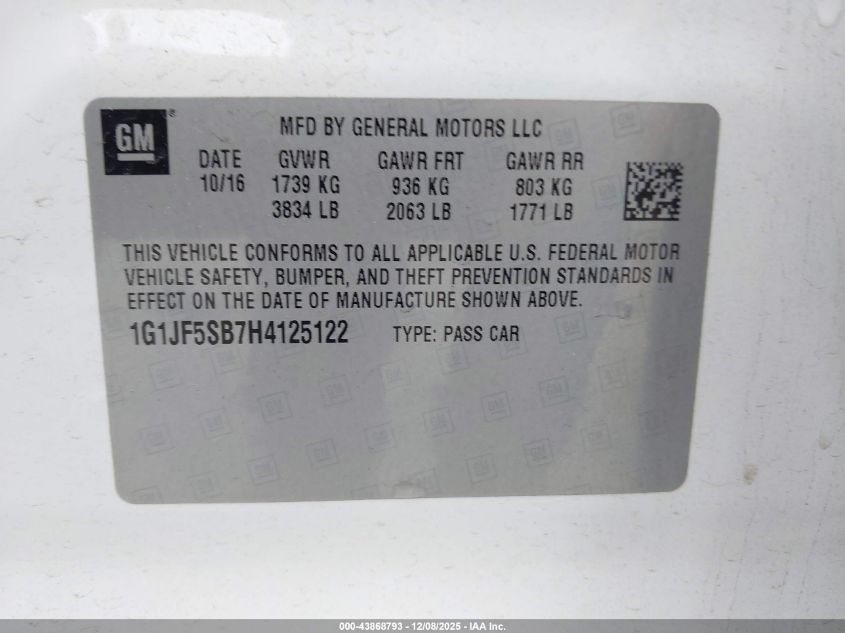 GM ®
MFD BY GENERAL MOTORS LLC
DATE GVWR GAWR FRT GAWR RR
10/16 1739 KG 936 KG 803 KG
3834 LB 2063 LB 1771 LB
THIS VEHICLE CONFORMS TO ALL APPLICABLE U.S. FEDERAL MOTOR
VEHICLE SAFETY, BUMPER, AND THEFT PREVENTION STANDARDS IN
EFFECT ON THE DATE OF MANUFACTURE SHOWN ABOVE.
1G1JF5SB7H4125122 TYPE: PASS CAR
000-43868793 - 12/08/2025 - IAA Inc.